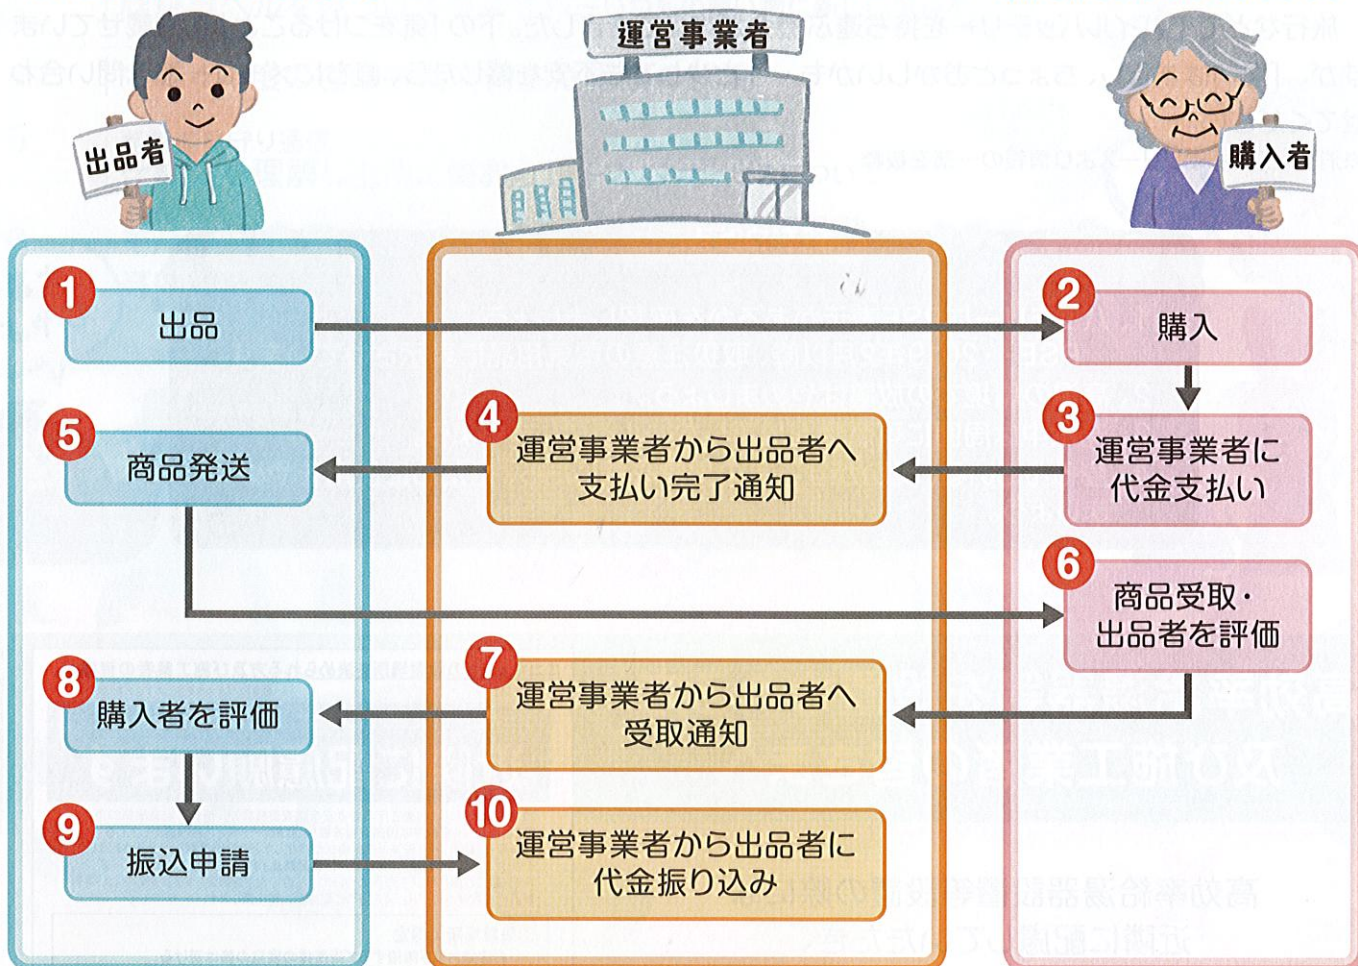 出品者
運営事業者
購入者
1
出品
2
購入
3
運営事業者に
代金支払い
4
運営事業者から出品者へ
支払い完了通知
5
商品発送
6
商品受取・
出品者を評価
7
運営事業者から出品者へ
受取通知
8
購入者を評価
9
振込申請
10
運営事業者から出品者に
代金振り込み